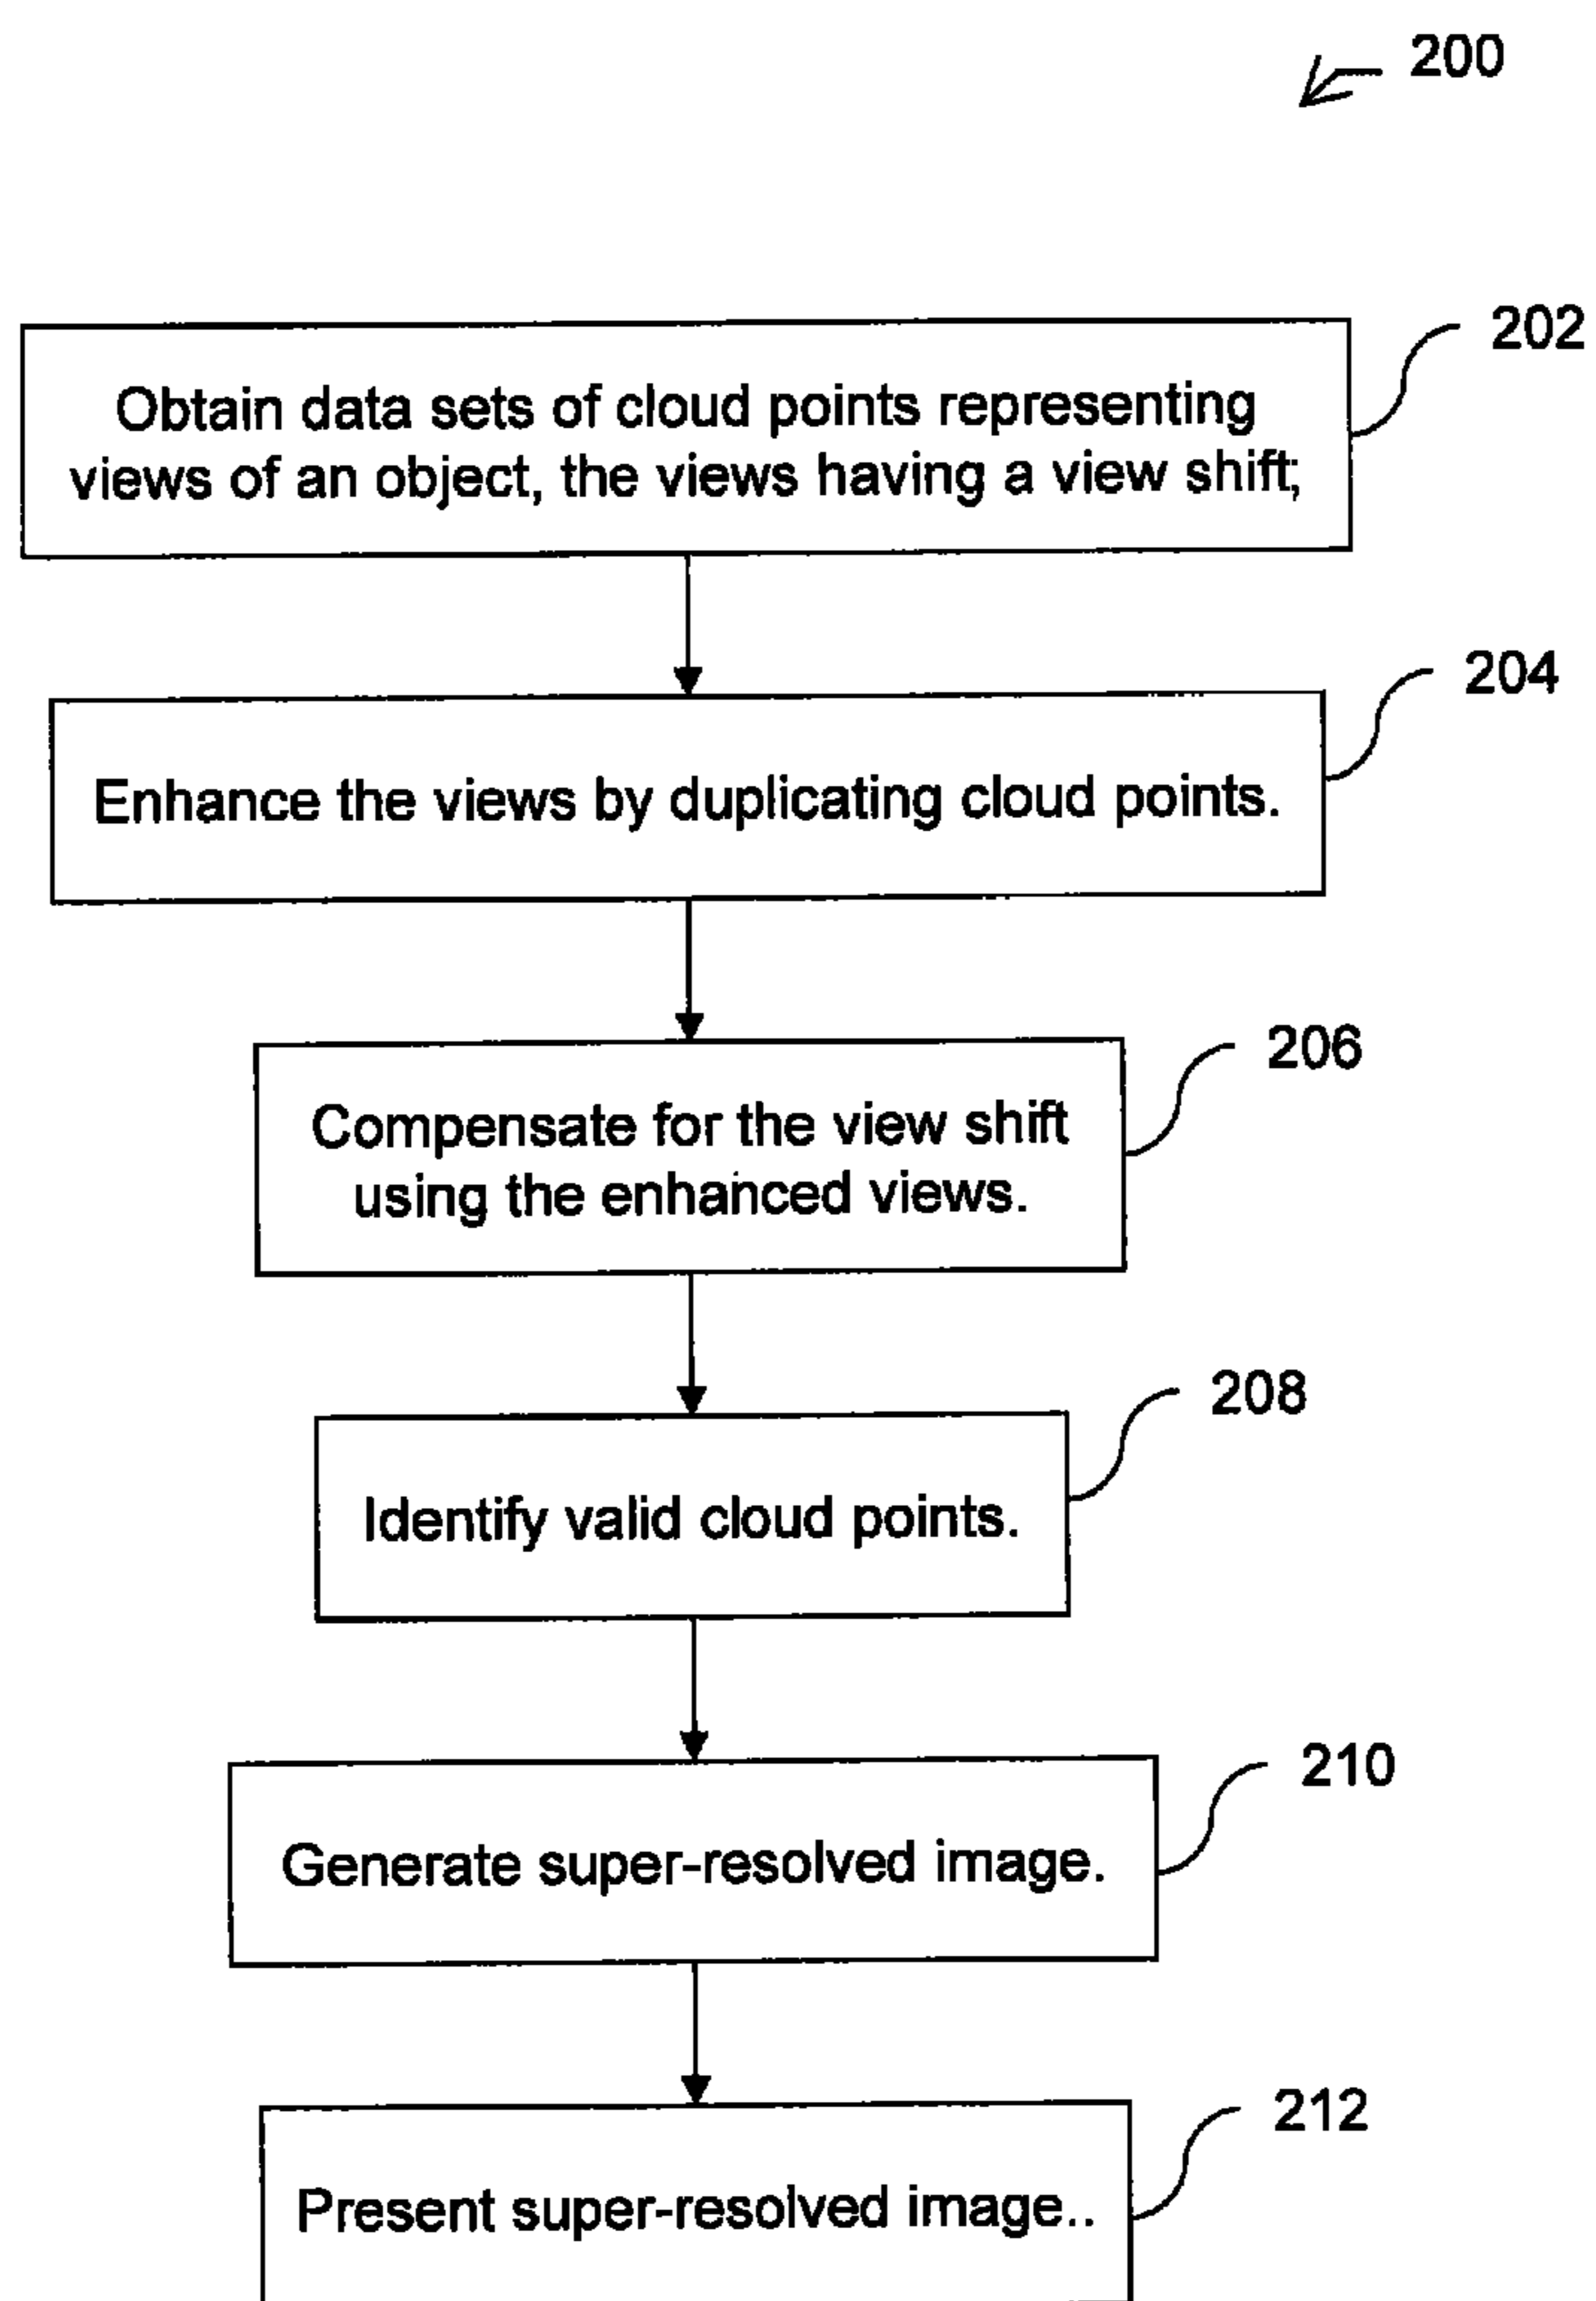 200
202
Obtain data sets of cloud points representing
views of an object, the views having a view shift;
204
Enhance the views by duplicating cloud points.
206
Compensate for the view shift
using the enhanced views.
208
Identify valid cloud points.
210
Generate super-resolved image.
212
Present super-resolved image..